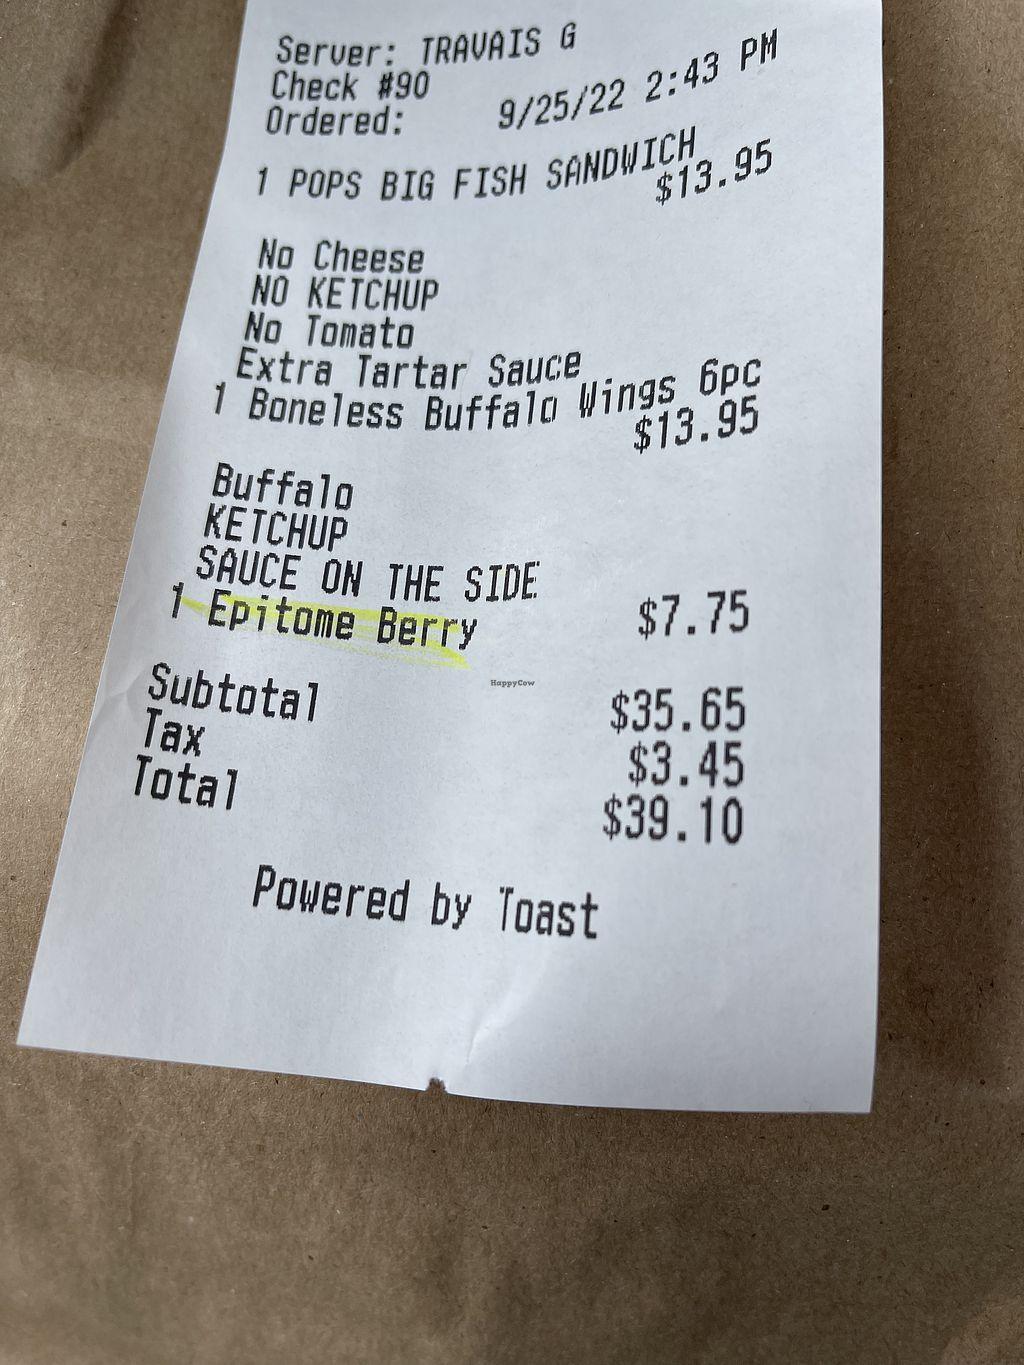 Server: TRAVAIS G
Check #90
Ordered: 9/25/22 2:43 PM
1 POPS BIG FISH SANDWICH
$13.95
No Cheese
NO KETCHUP
No Tomato
Extra Tartar Sauce
1 Boneless Buffalo Wings 6pc
$13.95
Buffalo
KETCHUP
SAUCE ON THE SIDE
1 Epitome Berry $7.75
HappyCow
Subtotal $35.65
Tax $3.45
Total $39.10
Powered by Toast